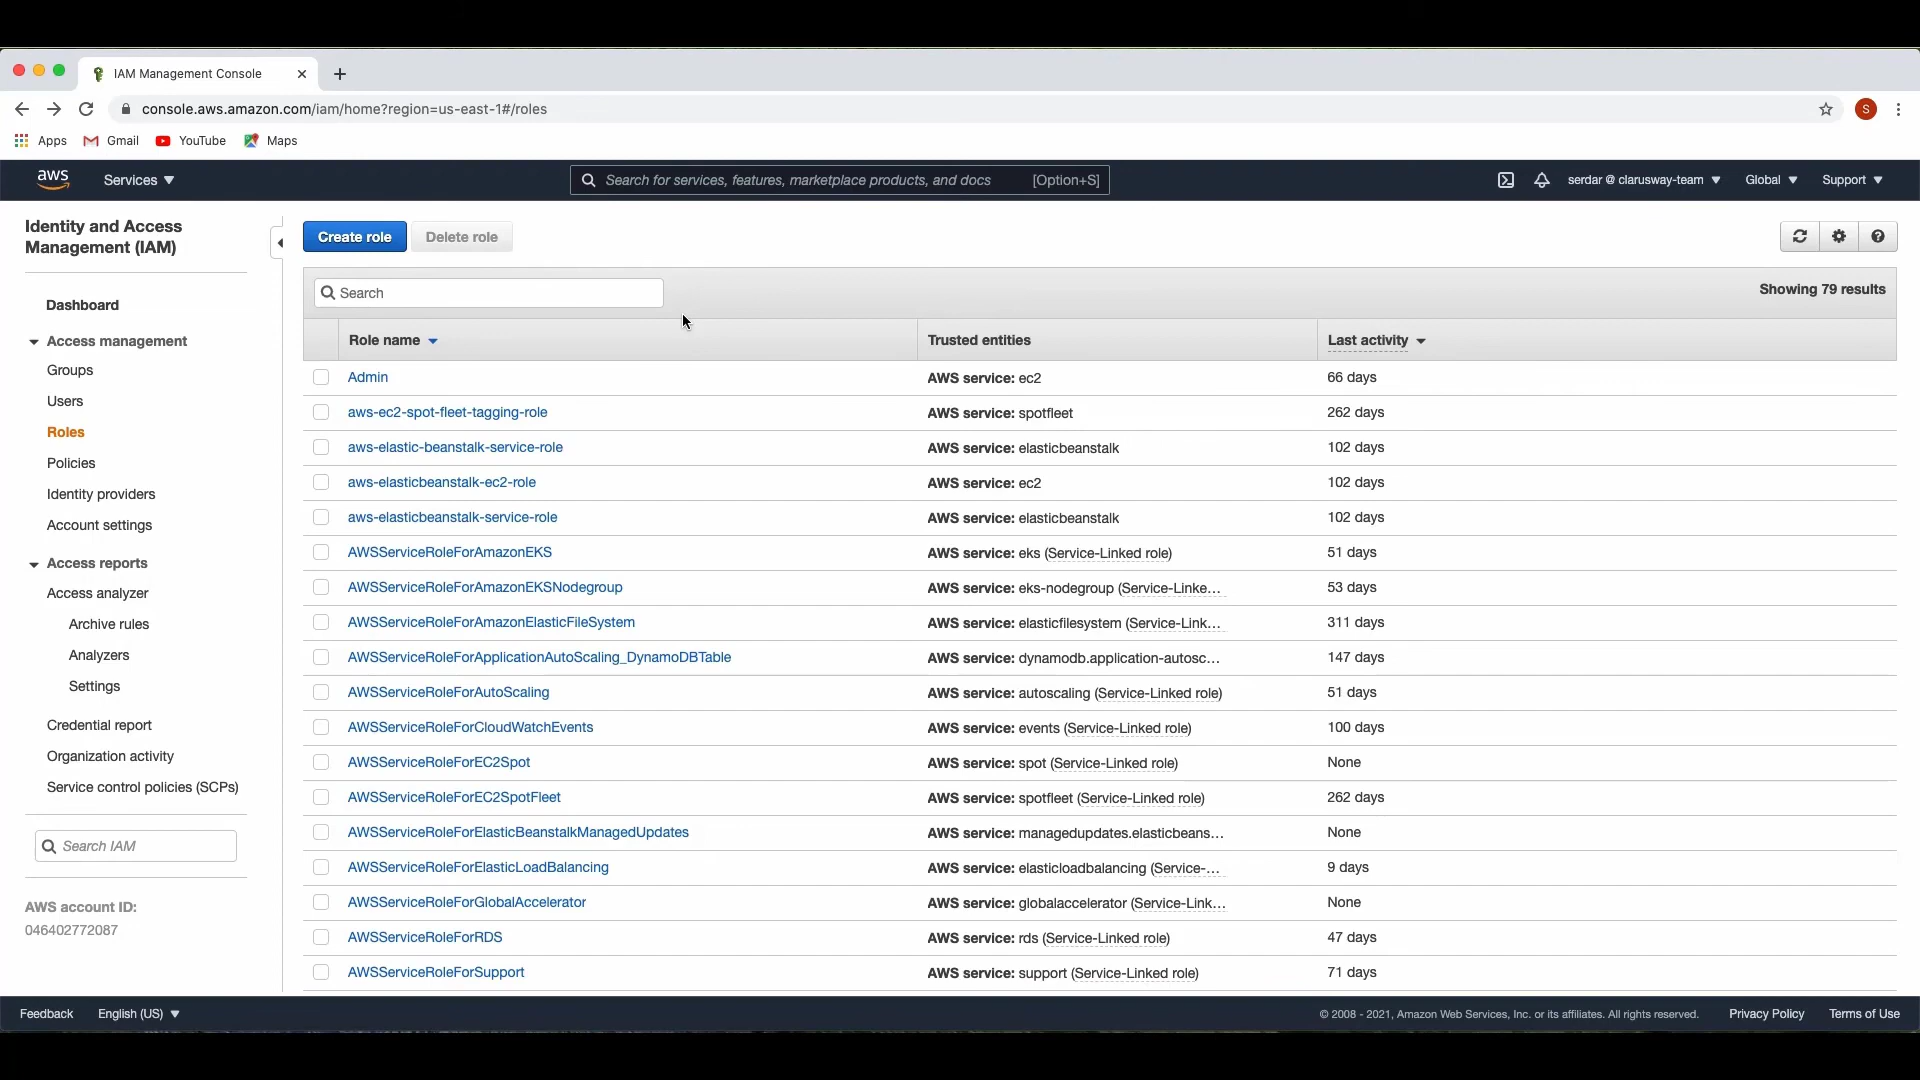 IAM Management Console
console.aws.amazon.com/iam/home?region=us-east-1#/roles
S
Apps
Gmail
YouTube
Maps
aws
Services
Search for services, features, marketplace products, and docs [Option+S]
serdar @ clarusway-team
Global
Support
Identity and Access
Management (IAM)
Dashboard
Access management
Groups
Users
Roles
Policies
Identity providers
Account settings
Access reports
Access analyzer
Archive rules
Analyzers
Settings
Credential report
Organization activity
Service control policies (SCPs)
Search IAM
AWS account ID:
046402772087
Create role
Delete role
Search
Showing 79 results
Role name Trusted entities Last activity
Admin AWS service: ec2 66 days
aws-ec2-spot-fleet-tagging-role AWS service: spotfleet 262 days
aws-elastic-beanstalk-service-role AWS service: elasticbeanstalk 102 days
aws-elasticbeanstalk-ec2-role AWS service: ec2 102 days
aws-elasticbeanstalk-service-role AWS service: elasticbeanstalk 102 days
AWSServiceRoleForAmazonEKS AWS service: eks (Service-Linked role) 51 days
AWSServiceRoleForAmazonEKSNodegroup AWS service: eks-nodegroup (Service-Linke... 53 days
AWSServiceRoleForAmazonElasticFileSystem AWS service: elasticfilesystem (Service-Link... 311 days
AWSServiceRoleForApplicationAutoScaling_DynamoDBTable AWS service: dynamodb.application-autosc... 147 days
AWSServiceRoleForAutoScaling AWS service: autoscaling (Service-Linked role) 51 days
AWSServiceRoleForCloudWatchEvents AWS service: events (Service-Linked role) 100 days
AWSServiceRoleForEC2Spot AWS service: spot (Service-Linked role) None
AWSServiceRoleForEC2SpotFleet AWS service: spotfleet (Service-Linked role) 262 days
AWSServiceRoleForElasticBeanstalkManagedUpdates AWS service: managedupdates.elasticbeans... None
AWSServiceRoleForElasticLoadBalancing AWS service: elasticloadbalancing (Service-... 9 days
AWSServiceRoleForGlobalAccelerator AWS service: globalaccelerator (Service-Link... None
AWSServiceRoleForRDS AWS service: rds (Service-Linked role) 47 days
AWSServiceRoleForSupport AWS service: support (Service-Linked role) 71 days
Feedback
English (US)
© 2008 - 2021, Amazon Web Services, Inc. or its affiliates. All rights reserved.
Privacy Policy
Terms of Use